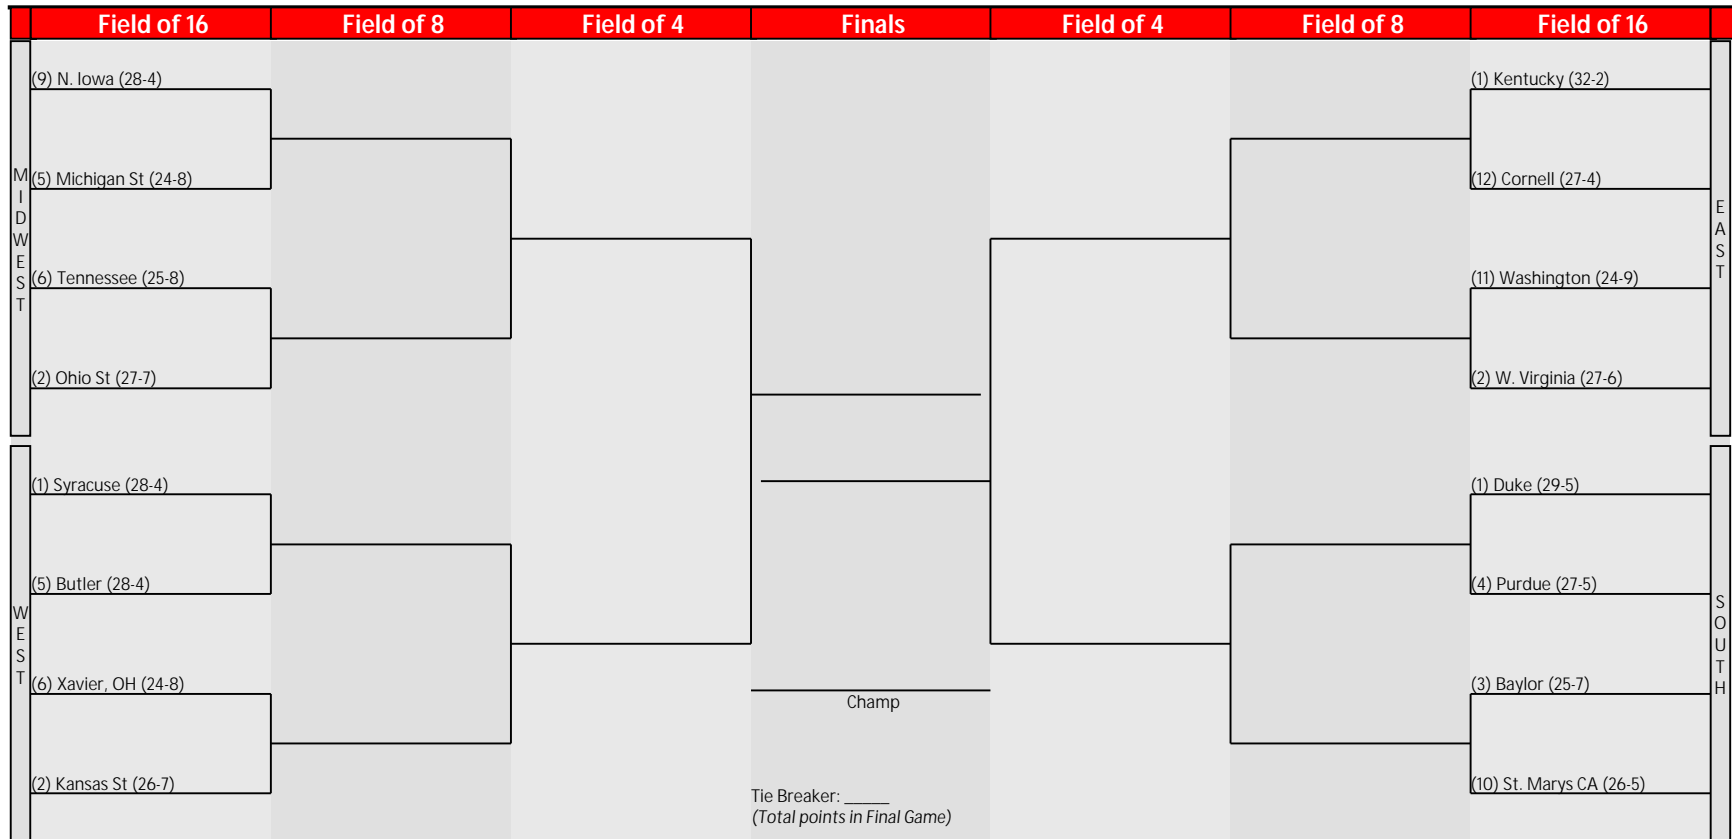 Field of 16 Field of 8 Field of 4 Finals Field of 4 Field of 8 Field of 16
MIDWEST
(9) N. Iowa (28-4)
(5) Michigan St (24-8)
(6) Tennessee (25-8)
(2) Ohio St (27-7)
WEST
(1) Syracuse (28-4)
(5) Butler (28-4)
(6) Xavier, OH (24-8)
(2) Kansas St (26-7)
Champ
Tie Breaker: _____
(Total points in Final Game)
EAST
(1) Kentucky (32-2)
(12) Cornell (27-4)
(11) Washington (24-9)
(2) W. Virginia (27-6)
SOUTH
(1) Duke (29-5)
(4) Purdue (27-5)
(3) Baylor (25-7)
(10) St. Marys CA (26-5)